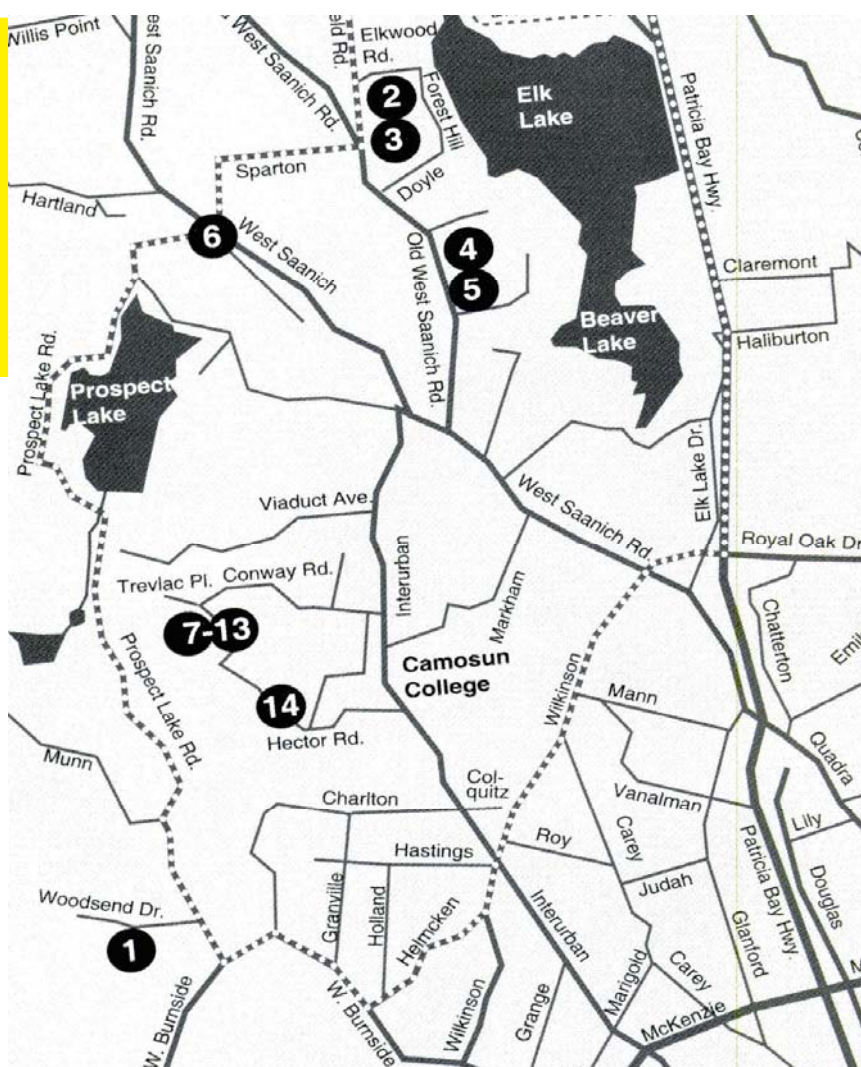 Willis Point
West Saanich Rd.
West Saanich Rd.
eld Rd.
Elkwood
Rd.
2
3
Forest Hill
Doyle
Elk
Lake
Patricia Bay Hwy.
Sparton
Hartland
6
West Saanich
Old West Saanich Rd.
4
5
Claremont
Haliburton
Beaver
Lake
Prospect Lake Rd.
Prospect
Lake
Elk Lake Dr.
Viaduct Ave.
Interurban
West Saanich Rd.
Royal Oak Dr
Trevlac Pl.
Conway Rd.
7-13
Markham
Chatterton
Emil
Camosun
College
Wilkinson
Prospect Lake Rd.
14
Hector Rd.
Mann
Quadra
Munn
Col-
quitz
Charlton
Vanalman
Lily
Carey
Roy
Hastings
Judah
Patricia Bay Hwy.
Douglas
Granville
Holland
Helmcken
Interurban
Glanford
Woodsend Dr.
1
W. Burnside
W. Burnside
Wilkinson
Grange
Marigold
Carey
McKenzie
M